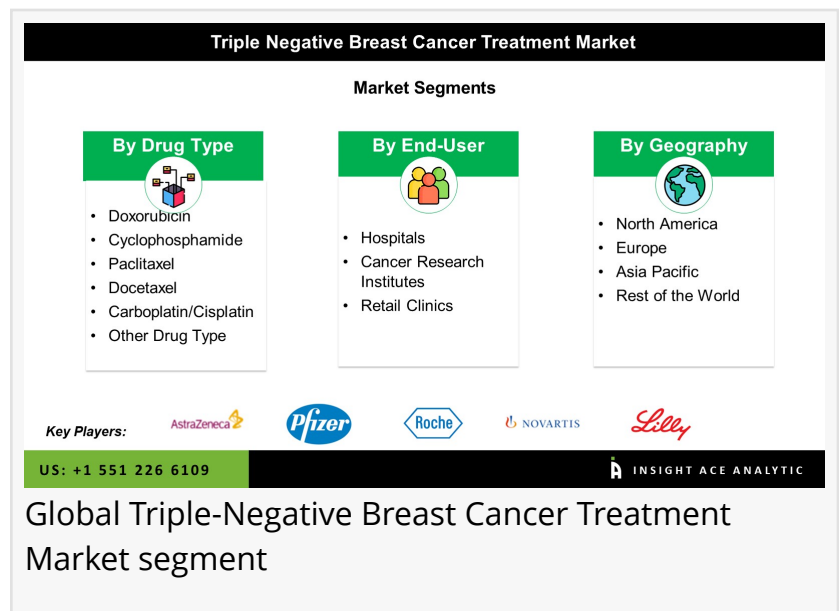 Triple Negative Breast Cancer Treatment Market
Market Segments
By Drug Type
• Doxorubicin
• Cyclophosphamide
• Paclitaxel
• Docetaxel
• Carboplatin/Cisplatin
• Other Drug Type
By End-User
• Hospitals
• Cancer Research
Institutes
• Retail Clinics
By Geography
• North America
• Europe
• Asia Pacific
• Rest of the World
Key Players:
AstraZeneca
Pfizer
Roche
NOVARTIS
Lilly
US: +1 551 226 6109
INSIGHT ACE ANALYTIC
Global Triple-Negative Breast Cancer Treatment
Market segment